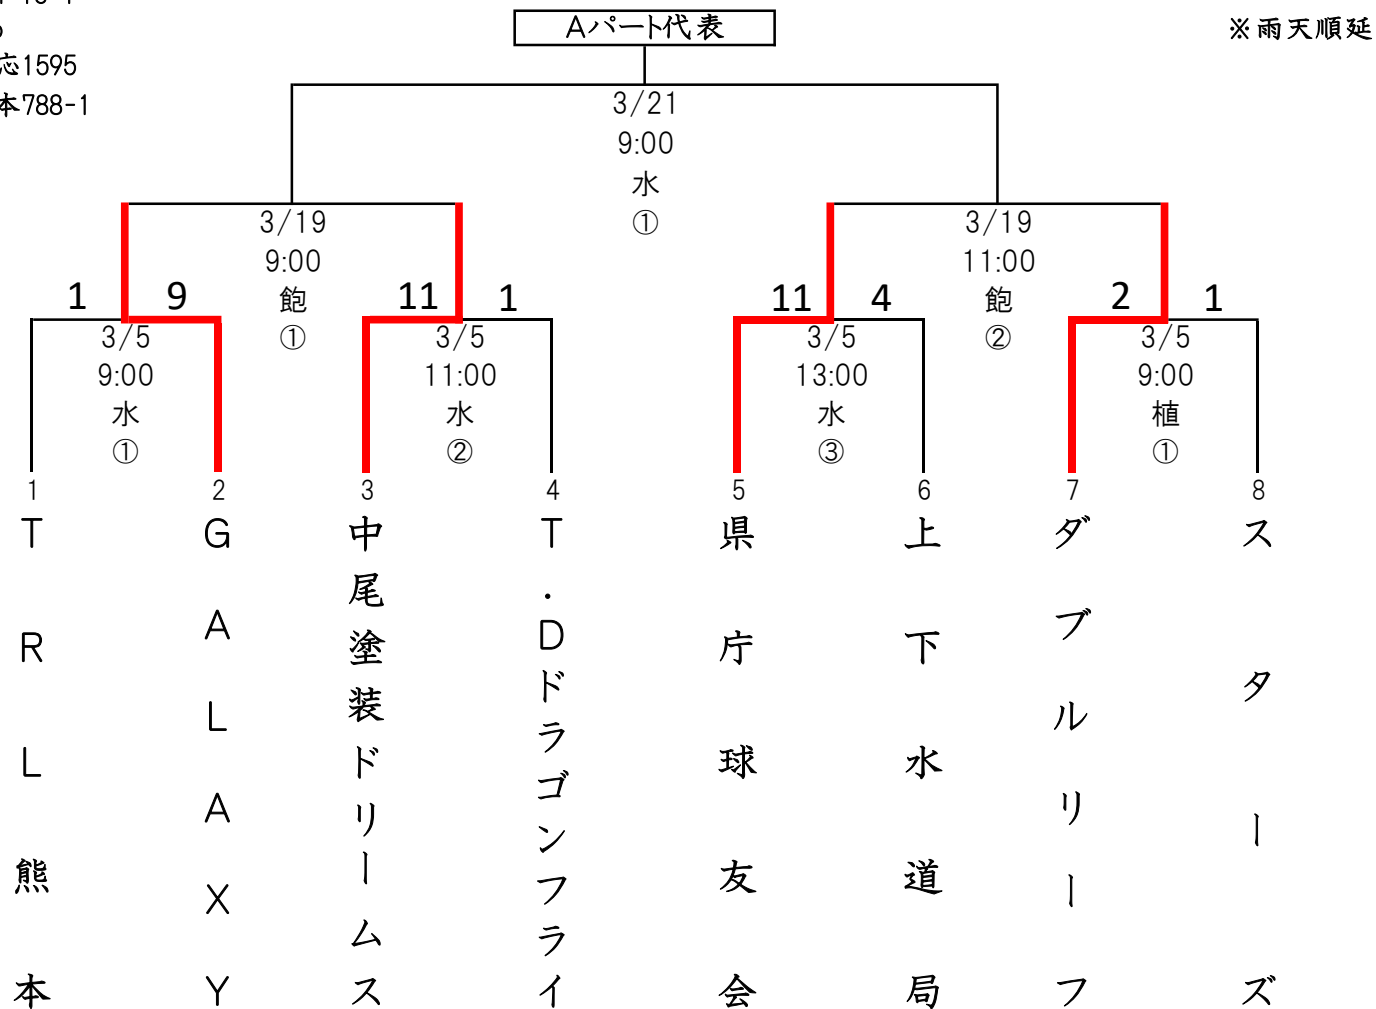 Aパート代表
※雨天順延
応1595
本788-1
3/21
9:00
水
①
3/19
9:00
飽
①
3/19
11:00
飽
②
1 9
11 1
11 4
2 1
3/5
9:00
水
①
3/5
11:00
水
②
3/5
13:00
水
③
3/5
9:00
植
①
1
TRL熊本
2
GALAXY
3
中尾塗装ドリームス
4
T・Dドラゴンフライ
5
県庁球友会
6
上下水道局
7
ダブルリーフ
8
スターズ